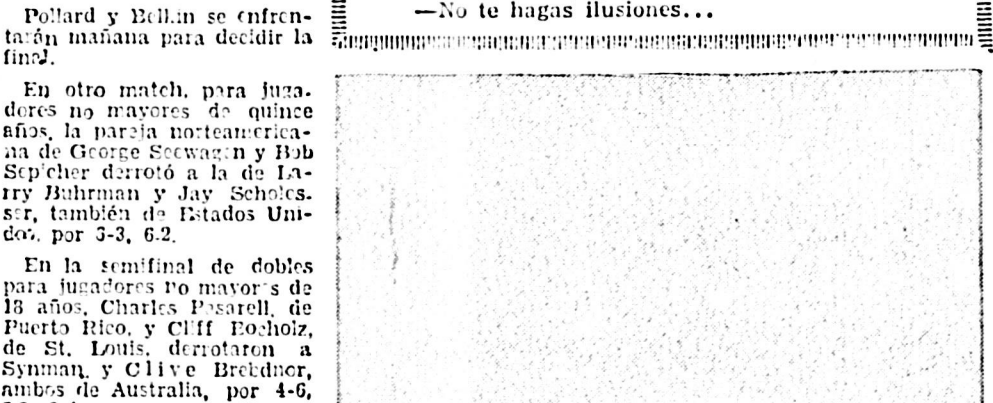 Pollard y Bellin se enfren-
tarán mañana para decidir la
final.
En otro match, para juga-
dores no mayores de quince
años, la pareja norteamerica-
na de George Seewagen y Bob
Sep'cher derrotó a la de La-
rry Buhrman y Jay Scholes-
ser, también de Estados Uni-
dos, por 6.2.
En la semifinal de dobles
para jugadores no mayores de
18 años, Charles Pasarell, de
Puerto Rico, y Cliff Bocholz,
de St. Louis, derrotaron a
Synman, y Clive Brebdnor,
ambos de Australia, por 4-6,
—No te hagas ilusiones...